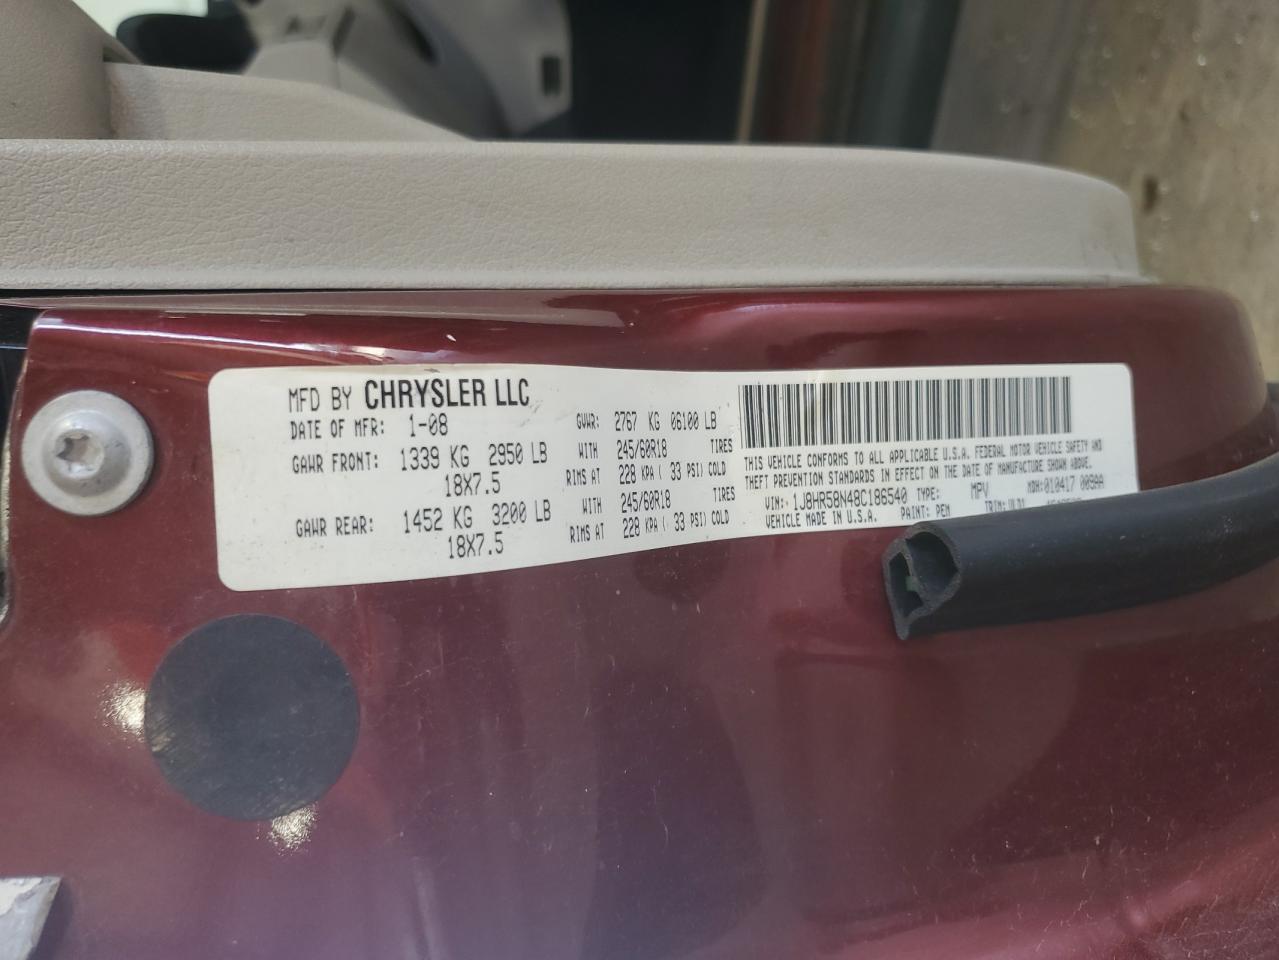 MFD BY CHRYSLER LLC
DATE OF MFR: 1-08
GVWR: 2767 KG 06100 LB
GAWR FRONT: 1339 KG 2950 LB
WITH 245/60R18 TIRES
18X7.5
RIMS AT 228 KPA ( 33 PSI) COLD
GAWR REAR: 1452 KG 3200 LB
WITH 245/60R18 TIRES
18X7.5
RIMS AT 228 KPA ( 33 PSI) COLD
THIS VEHICLE CONFORMS TO ALL APPLICABLE U.S.A. FEDERAL MOTOR VEHICLE SAFETY AND
THEFT PREVENTION STANDARDS IN EFFECT ON THE DATE OF MANUFACTURE SHOWN ABOVE.
VIN: 1J8HR58N48C186540 TYPE: MPV MDH: 010417 009AA
VEHICLE MADE IN U.S.A. PAINT: PEM TRIM: